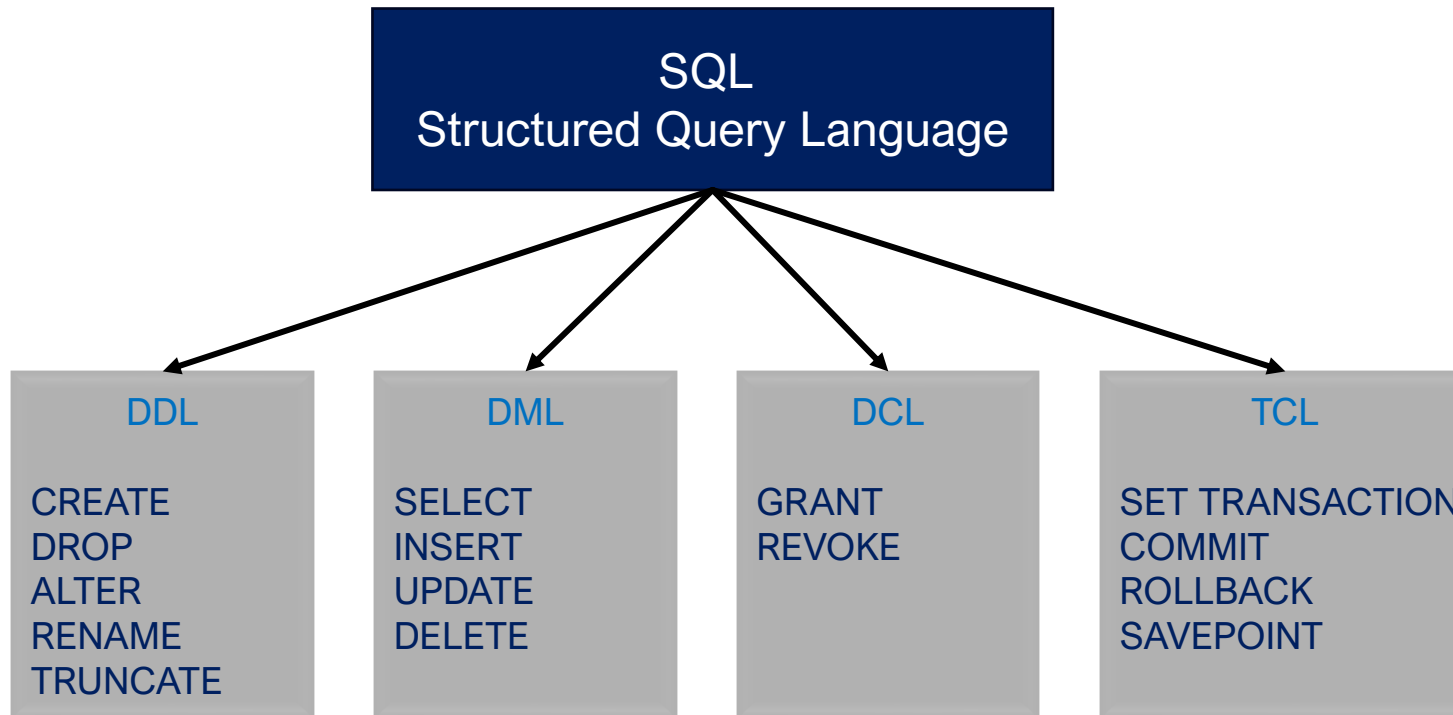 SQL
Structured Query Language
DDL
CREATE
DROP
ALTER
RENAME
TRUNCATE
DML
SELECT
INSERT
UPDATE
DELETE
DCL
GRANT
REVOKE
TCL
SET TRANSACTION
COMMIT
ROLLBACK
SAVEPOINT